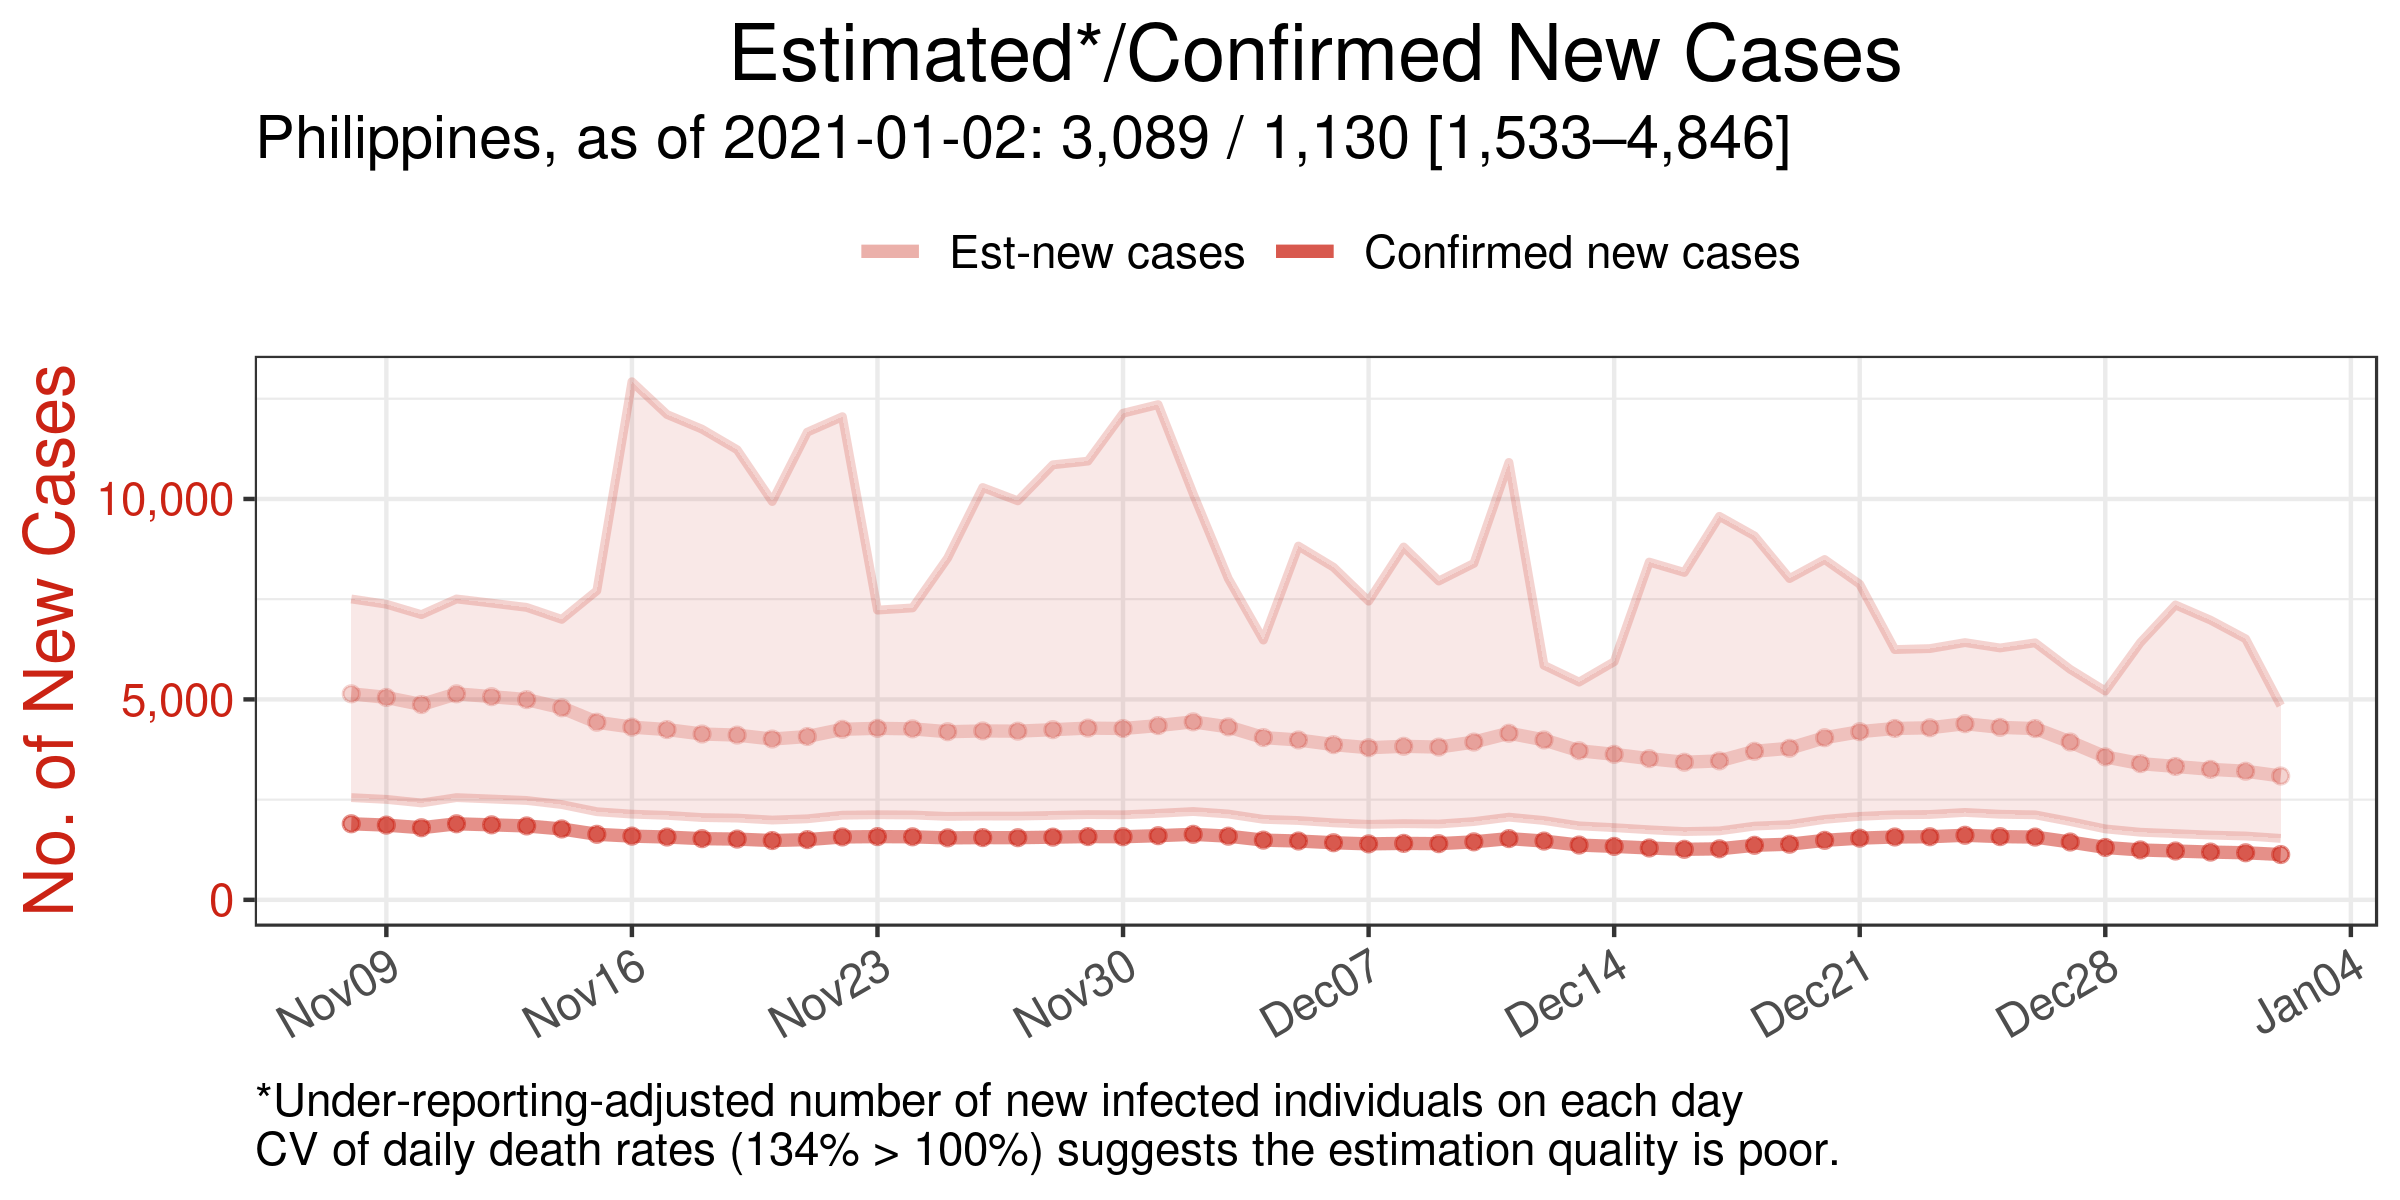 Estimated*/Confirmed New Cases
Philippines, as of 2021-01-02: 3,089 / 1,130 [1,533–4,846]
Est-new cases
Confirmed new cases
No. of New Cases
10,000
5,000
0
Nov09
Nov16
Nov23
Nov30
Dec07
Dec14
Dec21
Dec28
Jan04
*Under-reporting-adjusted number of new infected individuals on each day
CV of daily death rates (134% > 100%) suggests the estimation quality is poor.